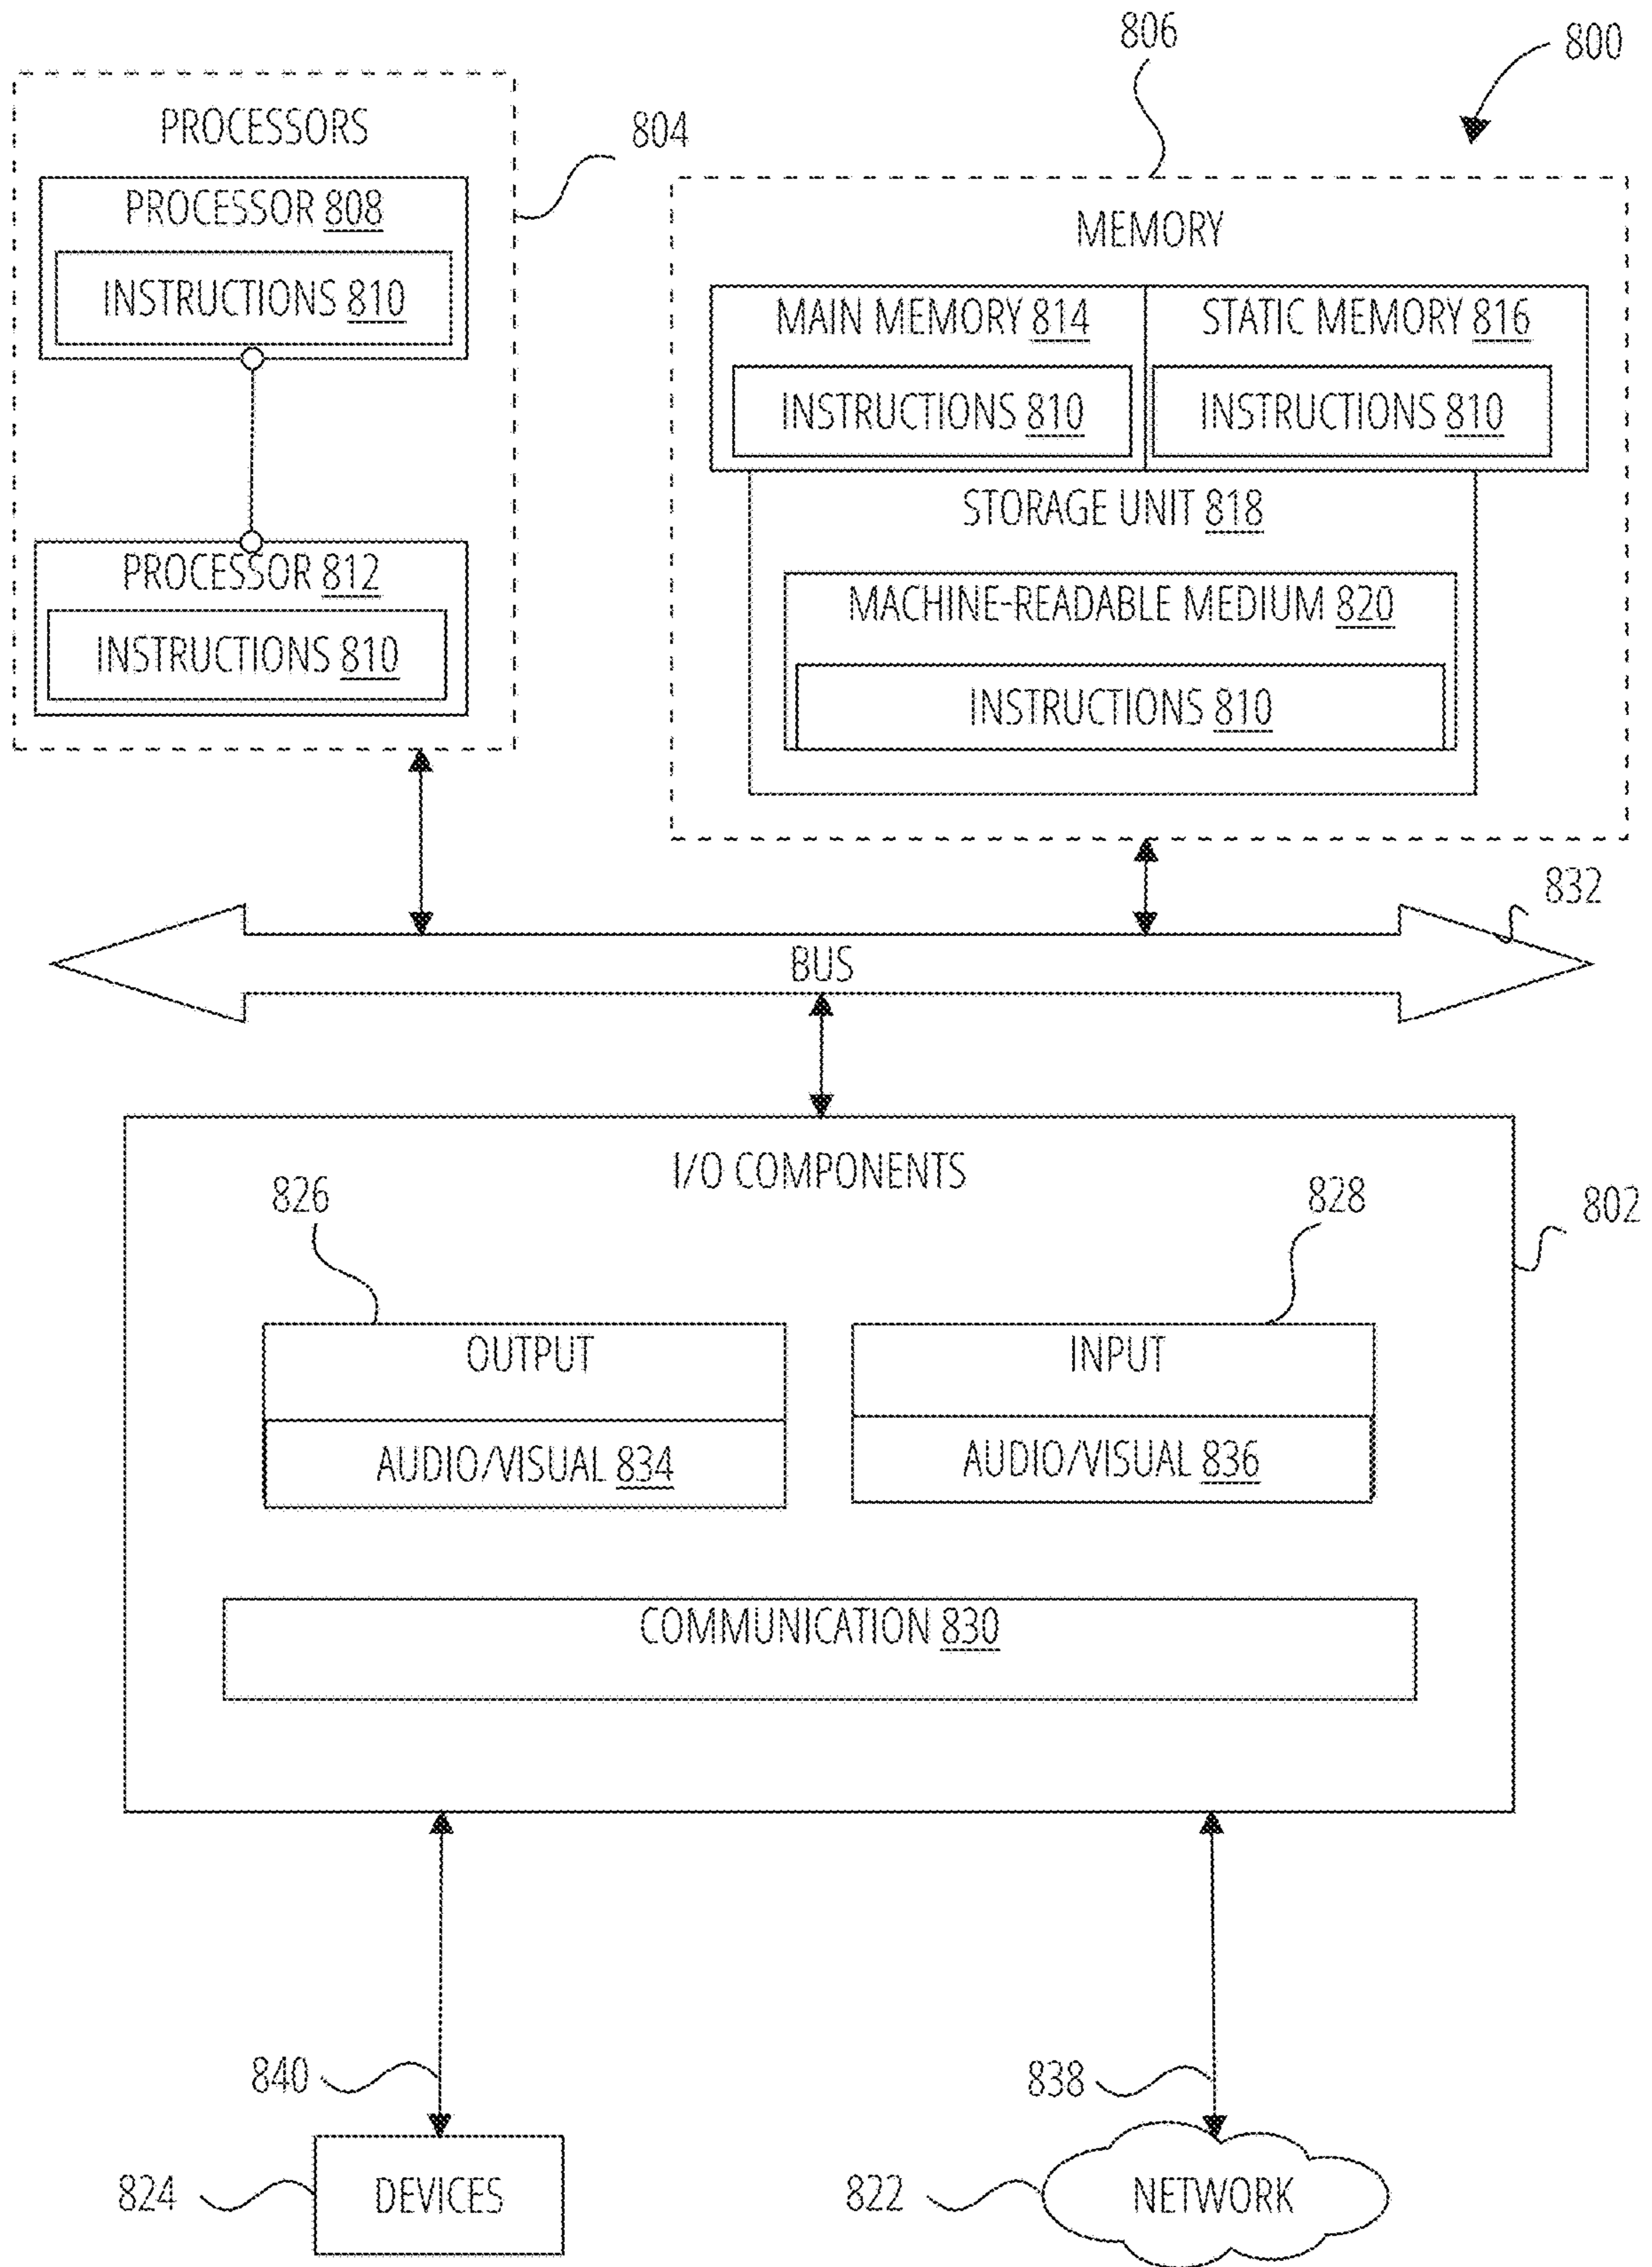 806
800
PROCESSORS
804
PROCESSOR 808
INSTRUCTIONS 810
PROCESSOR 812
INSTRUCTIONS 810
MEMORY
MAIN MEMORY 814
INSTRUCTIONS 810
STATIC MEMORY 816
INSTRUCTIONS 810
STORAGE UNIT 818
MACHINE-READABLE MEDIUM 820
INSTRUCTIONS 810
832
BUS
I/O COMPONENTS
802
826
828
OUTPUT
AUDIO/VISUAL 834
INPUT
AUDIO/VISUAL 836
COMMUNICATION 830
840
838
824
DEVICES
822
NETWORK